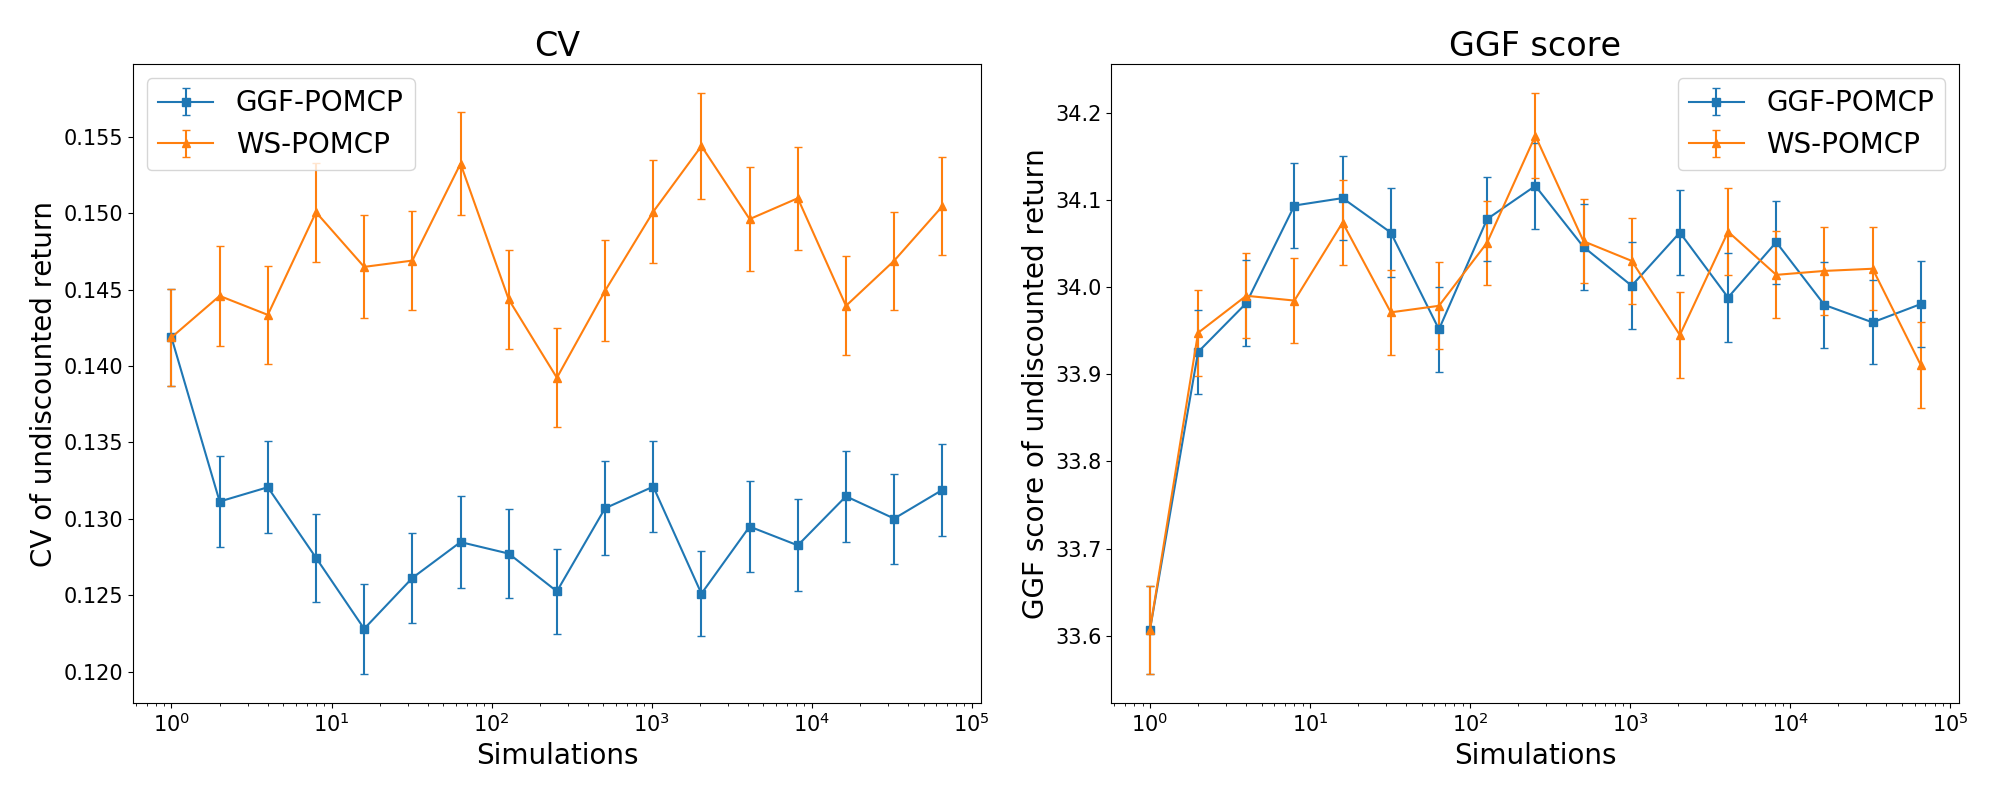 CV
GGF-POMCP
WS-POMCP
CV of undiscounted return
0.155
0.150
0.145
0.140
0.135
0.130
0.125
0.120
10⁰ 10¹ 10² 10³ 10⁴ 10⁵
Simulations
GGF score
GGF-POMCP
WS-POMCP
GGF score of undiscounted return
34.2
34.1
34.0
33.9
33.8
33.7
33.6
10⁰ 10¹ 10² 10³ 10⁴ 10⁵
Simulations